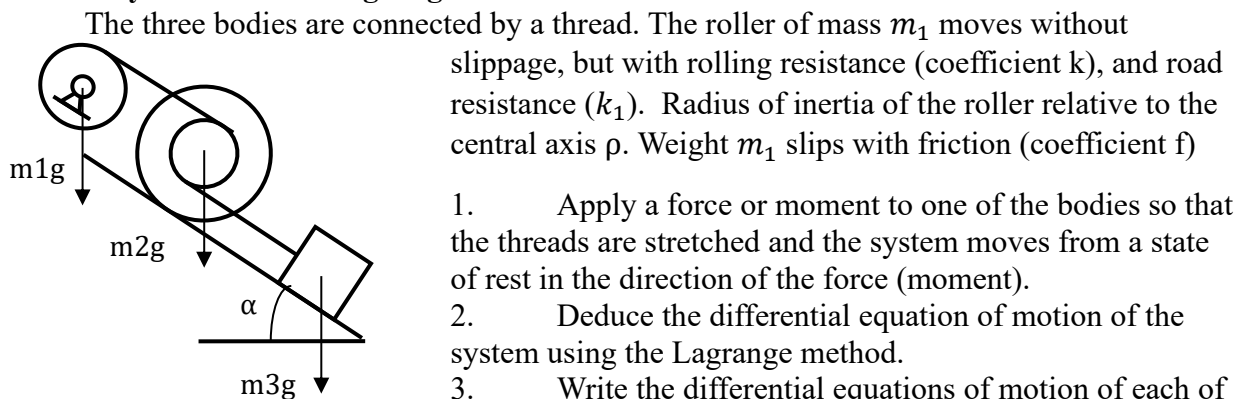 The three bodies are connected by a thread. The roller of mass m₁ moves without
slippage, but with rolling resistance (coefficient k), and road
resistance (k₁). Radius of inertia of the roller relative to the
central axis ρ. Weight m₁ slips with friction (coefficient f)
m1g
m2g
α
m3g
1. Apply a force or moment to one of the bodies so that
the threads are stretched and the system moves from a state
of rest in the direction of the force (moment).
2. Deduce the differential equation of motion of the
system using the Lagrange method.
3. Write the differential equations of motion of each of